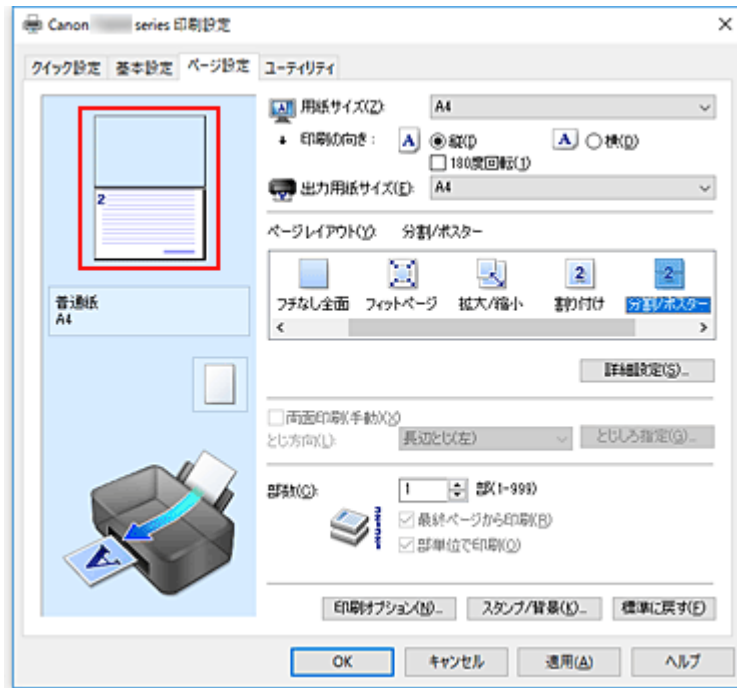 Canon series 印刷設定
クイック設定 基本設定 ページ設定 ユーティリティ
2
普通紙
A4
用紙サイズ(Z): A4
印刷の向き: A 縦(I) A 横(D)
180度回転(1)
出力用紙サイズ(E): A4
ページレイアウト(Y): 分割/ポスター
2 2
フチなし全面 フィットページ 拡大/縮小 割り付け 分割/ポスター
詳細設定(S)...
両面印刷(手動)(X)
とじ方向(L): 長辺とじ(左) とじしろ指定(G)...
部数(C): 1 部(1-999)
最終ページから印刷(R)
部単位で印刷(O)
A
印刷オプション(N)... スタンプ/背景(K)... 標準に戻す(F)
OK キャンセル 適用(A) ヘルプ